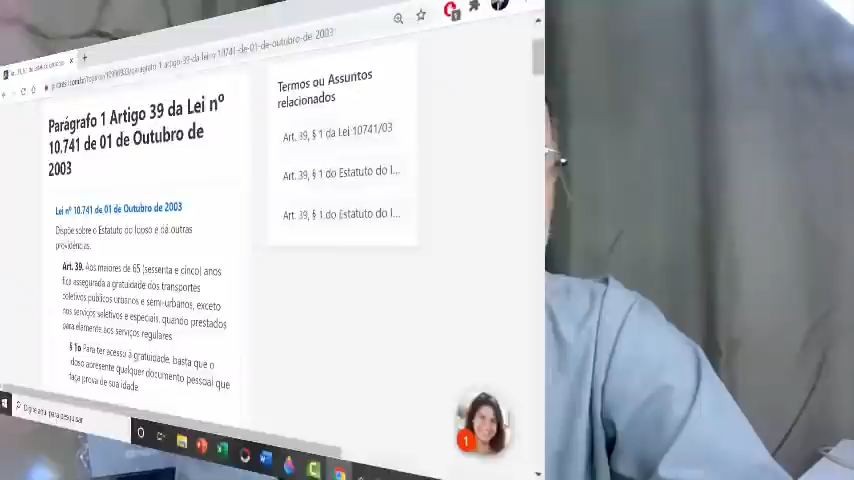 Parágrafo 1 Artigo 39 da Lei nº
10.741 de 01 de Outubro de
2003
Lei nº 10.741 de 01 de Outubro de 2003
Dispõe sobre o Estatuto do Idoso e dá outras
providências.
Art. 39. Aos maiores de 65 (sessenta e cinco) anos
fica assegurada a gratuidade dos transportes
coletivos públicos urbanos e semi-urbanos, exceto
nos serviços seletivos e especiais, quando prestados
paralelamente aos serviços regulares
§ 1o Para ter acesso à gratuidade, basta que o
idoso apresente qualquer documento pessoal que
faça prova de sua idade
Termos ou Assuntos
relacionados
Art. 39, § 1 da Lei 10741/03
Art. 39, § 1 do Estatuto do I...
Art. 39, § 1 do Estatuto do I...
1
Digite aqui para pesquisar